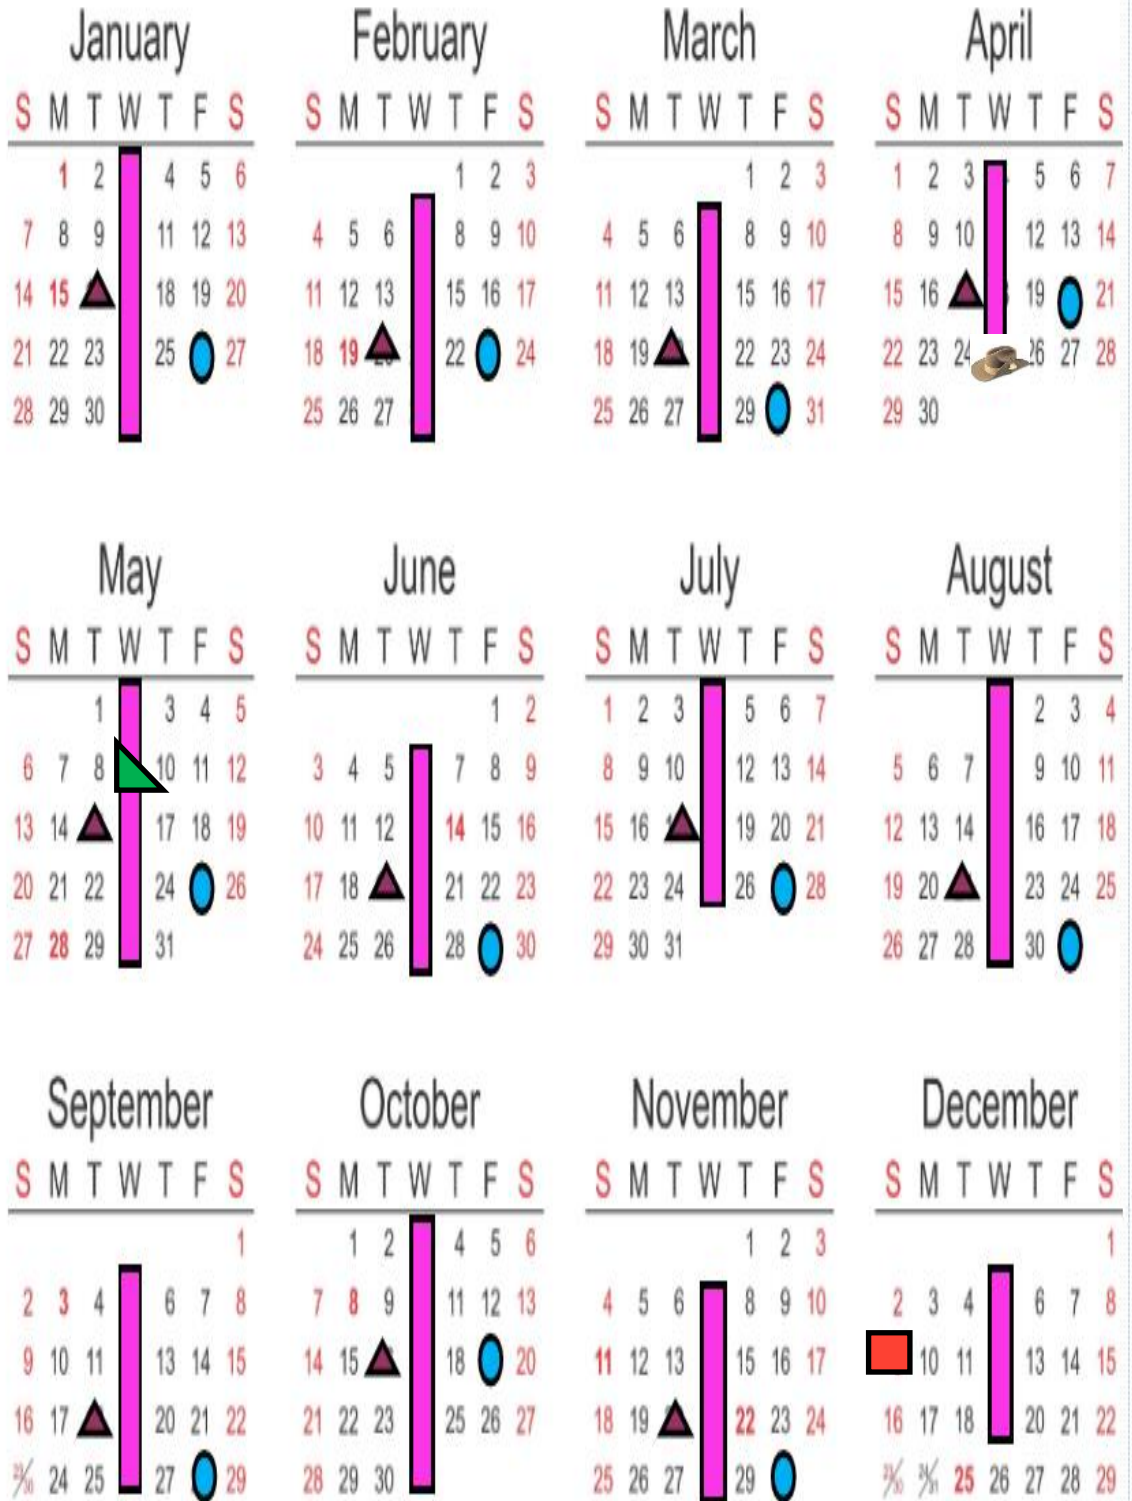 January February March April
S M T W T F S S M T W T F S S M T W T F S S M T W T F S
1 2 4 5 6 1 2 3 1 2 3 1 2 3 5 6 7
7 8 9 11 12 13 4 5 6 8 9 10 4 5 6 8 9 10 8 9 10 12 13 14
14 15 18 19 20 11 12 13 15 16 17 11 12 13 15 16 17 15 16 19 21
21 22 23 25 27 18 19 22 24 18 19 22 23 24 22 23 24 26 27 28
28 29 30 25 26 27 25 26 27 29 31 29 30
May June July August
S M T W T F S S M T W T F S S M T W T F S S M T W T F S
1 3 4 5 1 2 1 2 3 5 6 7 2 3 4
6 7 8 10 11 12 3 4 5 7 8 9 8 9 10 12 13 14 5 6 7 9 10 11
13 14 17 18 19 10 11 12 14 15 16 15 16 19 20 21 12 13 14 16 17 18
20 21 22 24 26 17 18 21 22 23 22 23 24 26 28 19 20 23 24 25
27 28 29 31 24 25 26 28 30 29 30 31 26 27 28 30
September October November December
S M T W T F S S M T W T F S S M T W T F S S M T W T F S
1 1 2 4 5 6 1 2 3 1
2 3 4 6 7 8 7 8 9 11 12 13 4 5 6 8 9 10 2 3 4 6 7 8
9 10 11 13 14 15 14 15 18 20 11 12 13 15 16 17 10 11 13 14 15
16 17 20 21 22 21 22 23 25 26 27 18 19 22 23 24 16 17 18 20 21 22
23/30 24 25 27 29 28 29 30 25 26 27 29 23/30 24/31 25 26 27 28 29